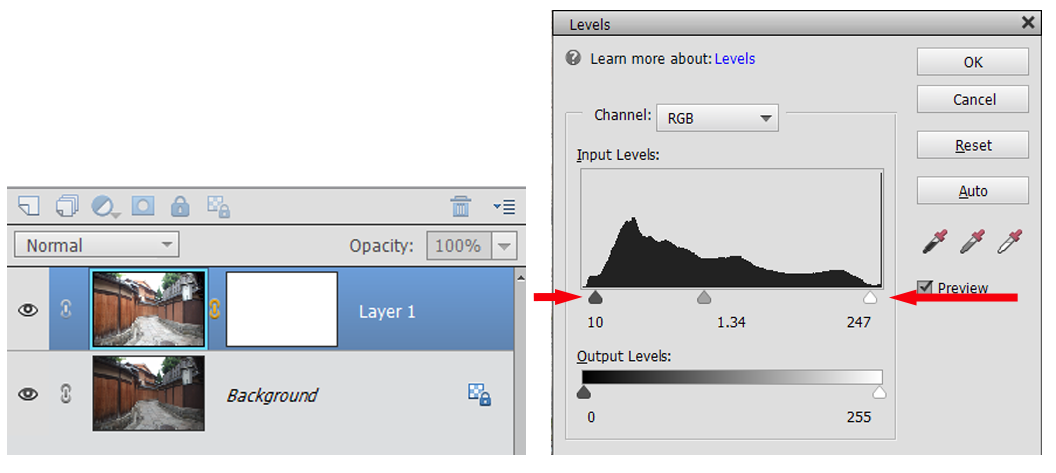 Normal
Opacity: 100%
Layer 1
Background
Levels
Learn more about: Levels
OK
Cancel
Reset
Auto
Preview
Channel: RGB
Input Levels:
10 1.34 247
Output Levels:
0 255